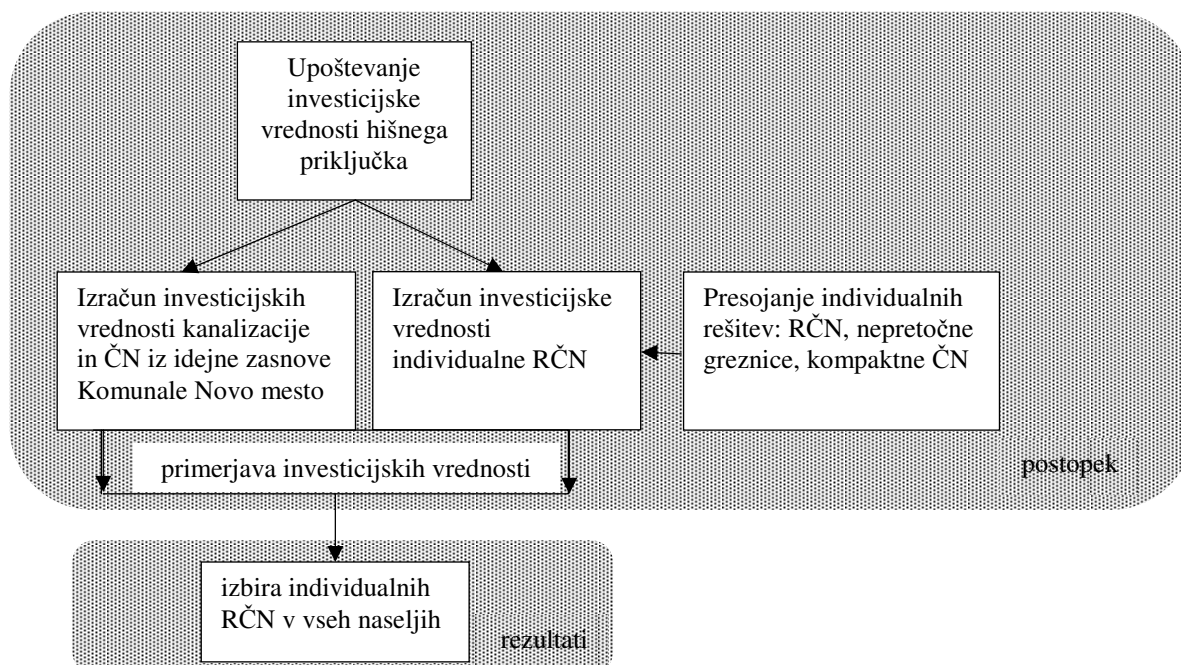 Upoštevanje
investicijske
vrednosti hišnega
priključka
Izračun investicijskih
vrednosti kanalizacije
in ČN iz idejne zasnove
Komunale Novo mesto
Izračun investicijske
vrednosti
individualne RČN
Presojanje individualnih
rešitev: RČN, nepretočne
greznice, kompaktne ČN
primerjava investicijskih vrednosti
postopek
izbira individualnih
RČN v vseh naseljih
rezultati